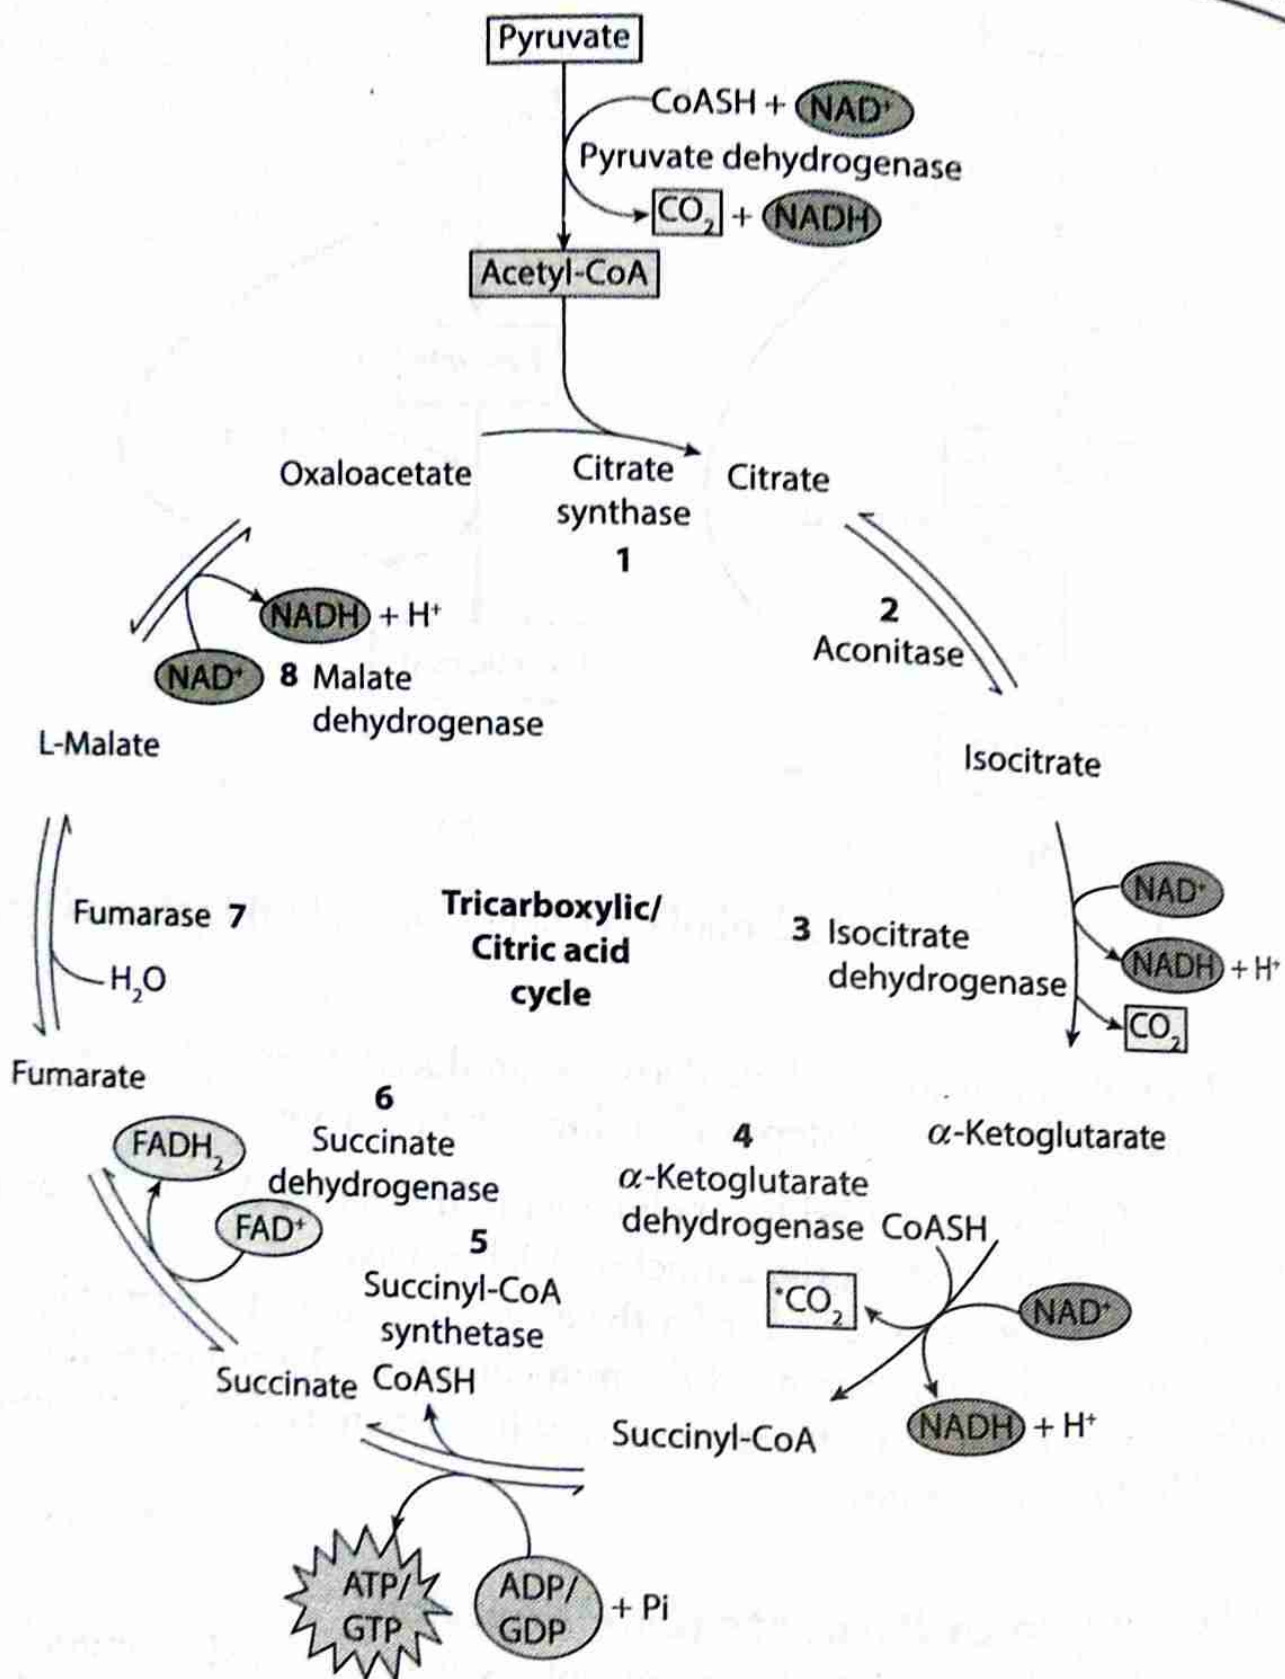 Pyruvate
CoASH + NAD⁺
Pyruvate dehydrogenase
CO₂ + NADH
Acetyl-CoA
Oxaloacetate
Citrate
synthase
1
Citrate
2
Aconitase
Isocitrate
NAD⁺
NADH + H⁺
CO₂
3 Isocitrate
dehydrogenase
α-Ketoglutarate
4
α-Ketoglutarate
dehydrogenase CoASH
NAD⁺
•CO₂
NADH + H⁺
Succinyl-CoA
5
Succinyl-CoA
synthetase
CoASH
ADP/
GDP
+ Pi
ATP/
GTP
Succinate
6
Succinate
dehydrogenase
FAD⁺
FADH₂
Fumarate
Fumarase 7
H₂O
L-Malate
8 Malate
dehydrogenase
NAD⁺
NADH + H⁺
Tricarboxylic/
Citric acid
cycle